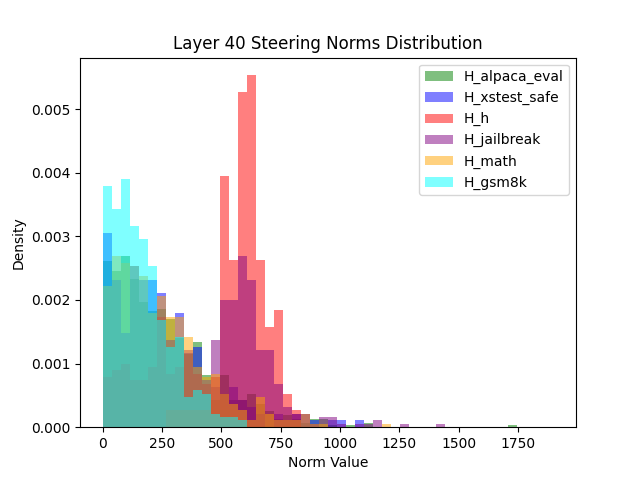 Layer 40 Steering Norms Distribution
H_alpaca_eval
H_xstest_safe
H_h
H_jailbreak
H_math
H_gsm8k
Density
0.005
0.004
0.003
0.002
0.001
0.000
0 250 500 750 1000 1250 1500 1750
Norm Value